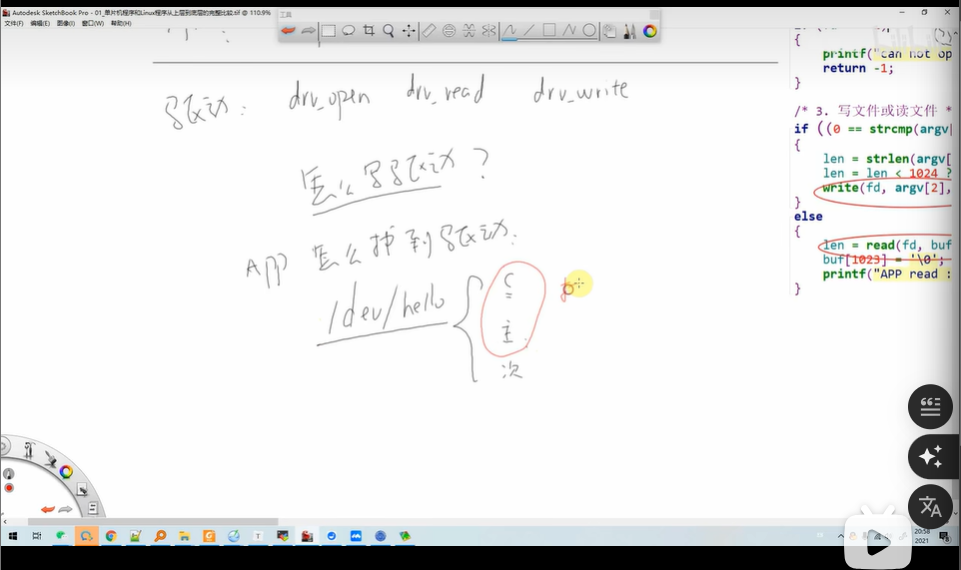 Autodesk SketchBook Pro - 01_单片机程序和Linux程序从上层到底层的完整比较.tif @ 110.9%
文件(F) 编辑(E) 图像(I) 窗口(W) 帮助(H)
工具
驱动: drv_open drv_read drv_write
怎么写驱动?
App 怎么找到驱动.
/dev/hello { c
主
次
{
printf("can not op
return -1;
}
/* 3. 写文件或读文件 *
if ((0 == strcmp(argv
{
len = strlen(argv[
len = len < 1024 ?
write(fd, argv[2],
}
else
{
len = read(fd, buf
buf[1023] = '\0';
printf("APP read :
}
20:58
2021